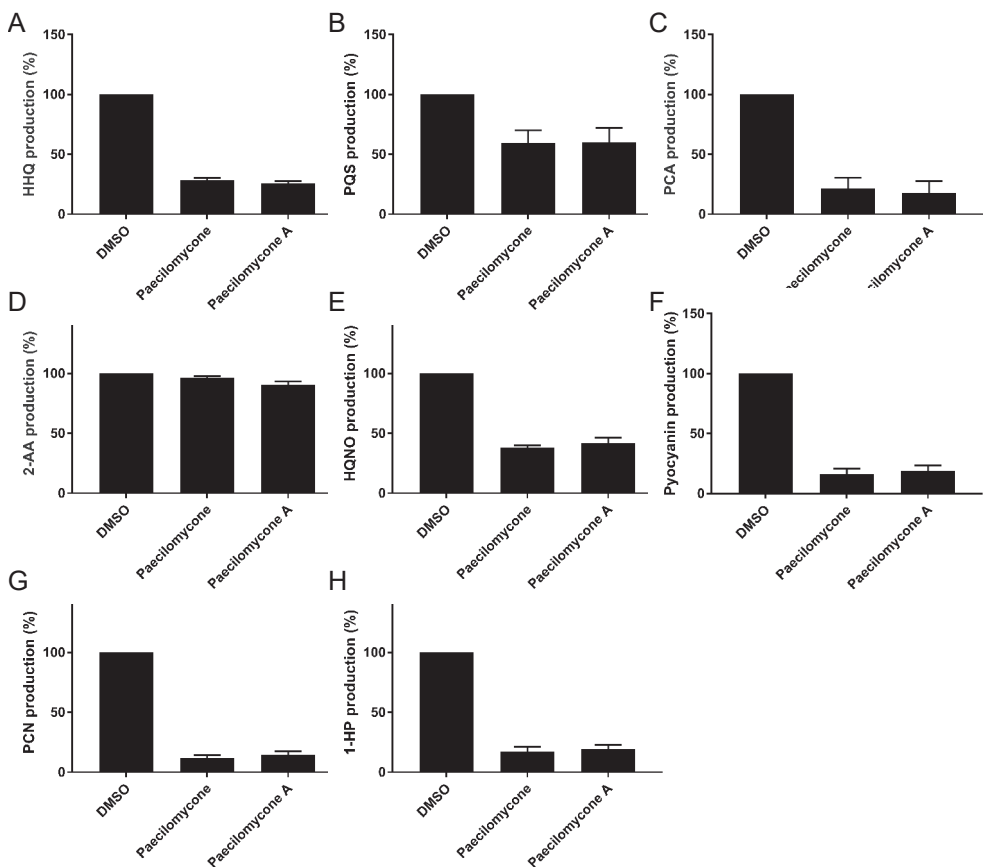 A
150
100
50
0
HHQ production (%)
DMSO
Paecilomycone
Paecilomycone A
B
150
100
50
0
PQS production (%)
DMSO
Paecilomycone
Paecilomycone A
C
150
100
50
0
PCA production (%)
DMSO
aecilomycone
cilomycone A
D
100
50
0
2-AA production (%)
DMSO
Paecilomycone
Paecilomycone A
E
100
50
0
HQNO production (%)
DMSO
Paecilomycone
Paecilomycone A
F
150
100
50
0
Pyocyanin production (%)
DMSO
Paecilomycone
Paecilomycone A
G
100
50
0
PCN production (%)
DMSO
Paecilomycone
Paecilomycone A
H
100
50
0
1-HP production (%)
DMSO
Paecilomycone
Paecilomycone A